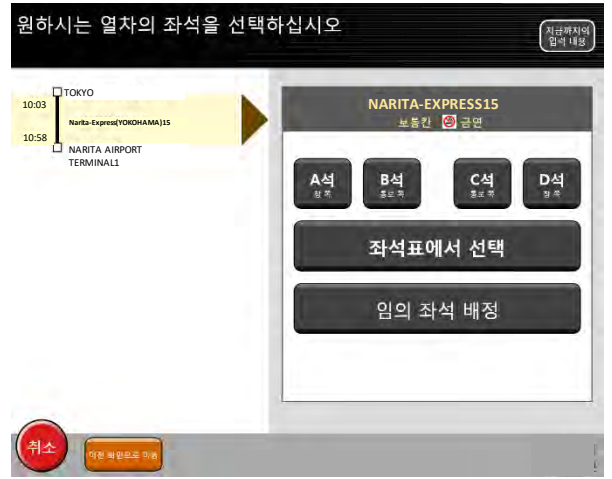 원하시는 열차의 좌석을 선택하십시오
지금까지의
입력 내용
TOKYO
10:03
Narita-Express(YOKOHAMA)15
10:58
NARITA AIRPORT
TERMINAL1
NARITA-EXPRESS15
보통칸 금연
A석
창 쪽
B석
통로 쪽
C석
통로 쪽
D석
창 쪽
좌석표에서 선택
임의 좌석 배정
취소
이전 화면으로 이동